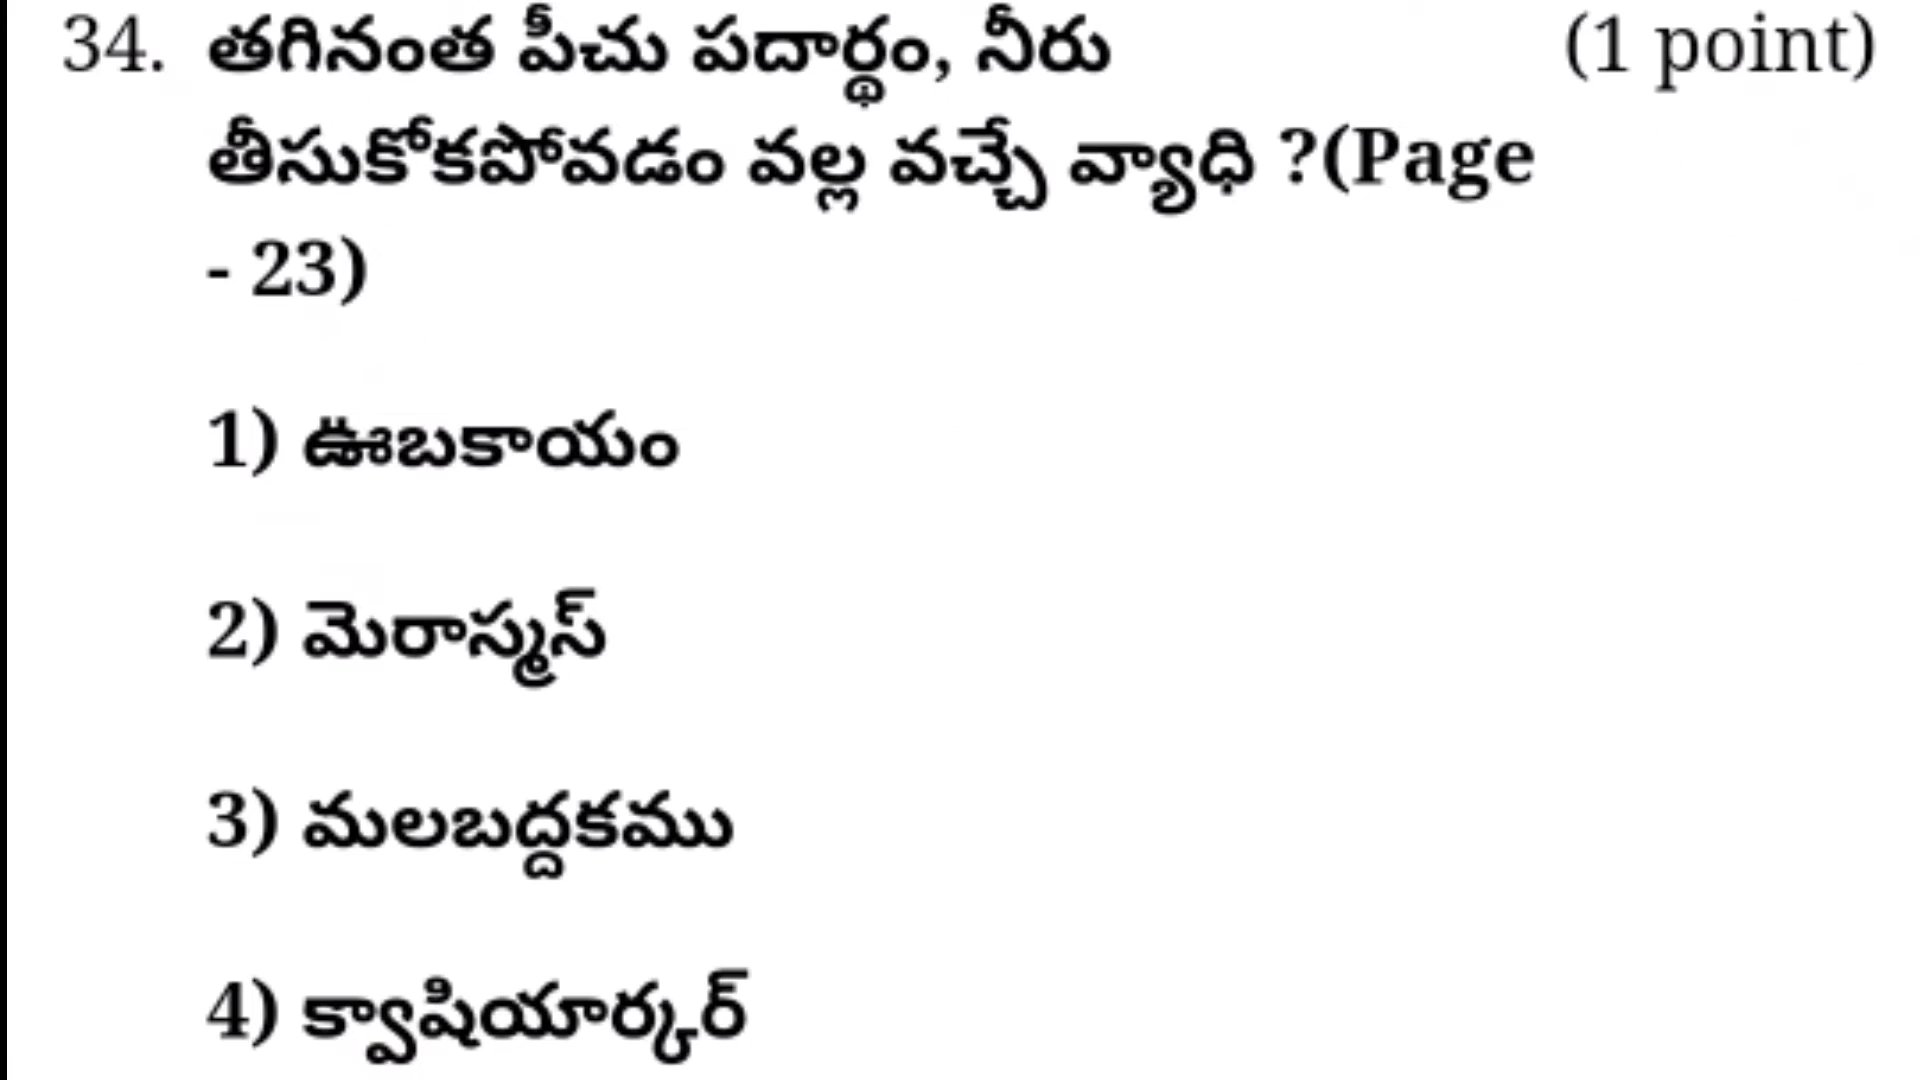 34. తగినంత పీచు పదార్థం, నీరు (1 point)
తీసుకోకపోవడం వల్ల వచ్చే వ్యాధి ?(Page
- 23)
1) ఊబకాయం
2) మెరాస్మస్
3) మలబద్దకము
4) క్వాషియార్కర్